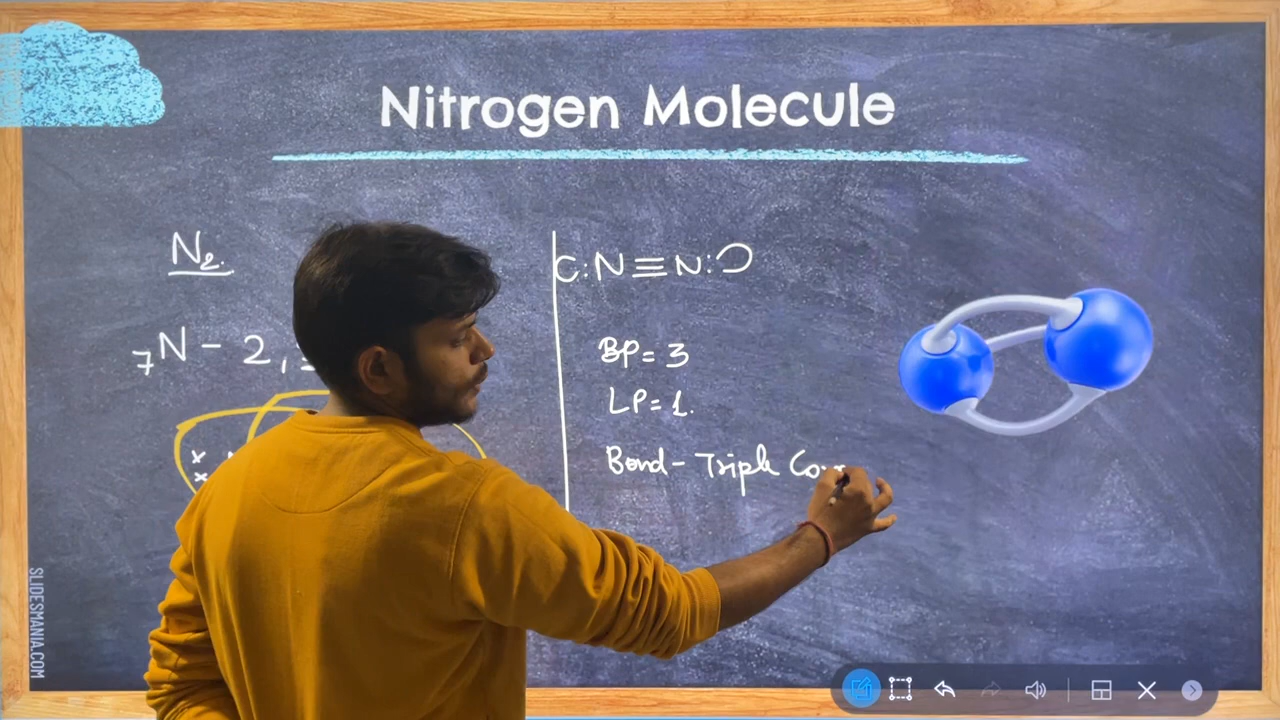 Nitrogen Molecule
N₂.
₇N - 2,
:N≡N:
BP= 3
LP= 1.
Bond - Triple
SLIDESMANIA.COM